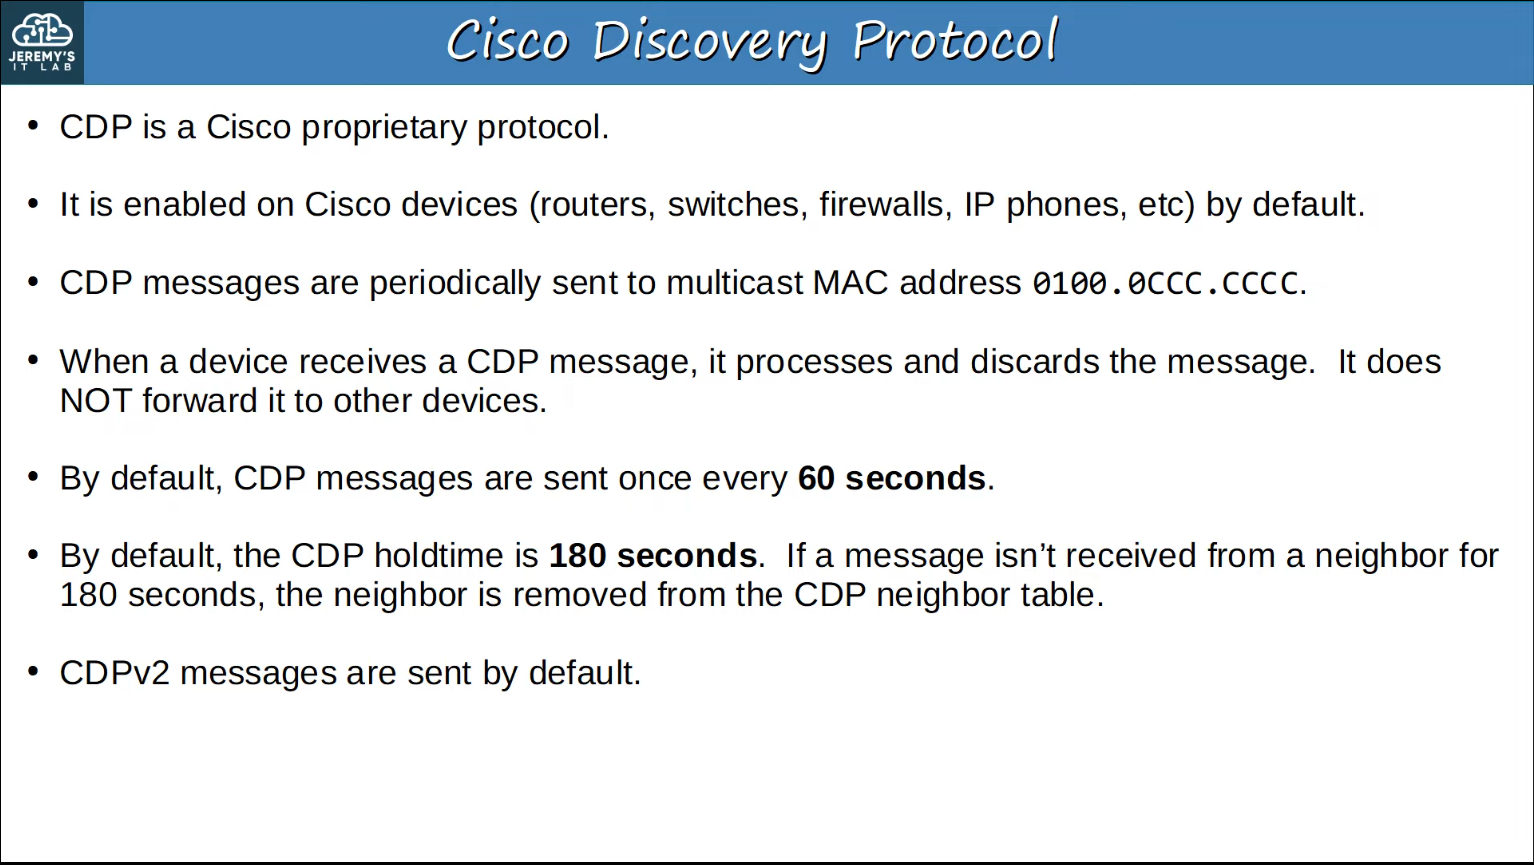 JEREMY'S
IT LAB
Cisco Discovery Protocol
• CDP is a Cisco proprietary protocol.
• It is enabled on Cisco devices (routers, switches, firewalls, IP phones, etc) by default.
• CDP messages are periodically sent to multicast MAC address 0100.0CCC.CCCC.
• When a device receives a CDP message, it processes and discards the message.  It does
NOT forward it to other devices.
• By default, CDP messages are sent once every 60 seconds.
• By default, the CDP holdtime is 180 seconds.  If a message isn’t received from a neighbor for
180 seconds, the neighbor is removed from the CDP neighbor table.
• CDPv2 messages are sent by default.